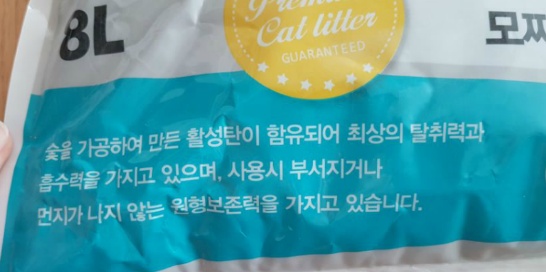 8L
Premium
Cat litter
GUARANTEED
모찌
숯을 가공하여 만든 활성탄이 함유되어 최상의 탈취력과
흡수력을 가지고 있으며, 사용시 부서지거나
먼지가 나지 않는 원형보존력을 가지고 있습니다.